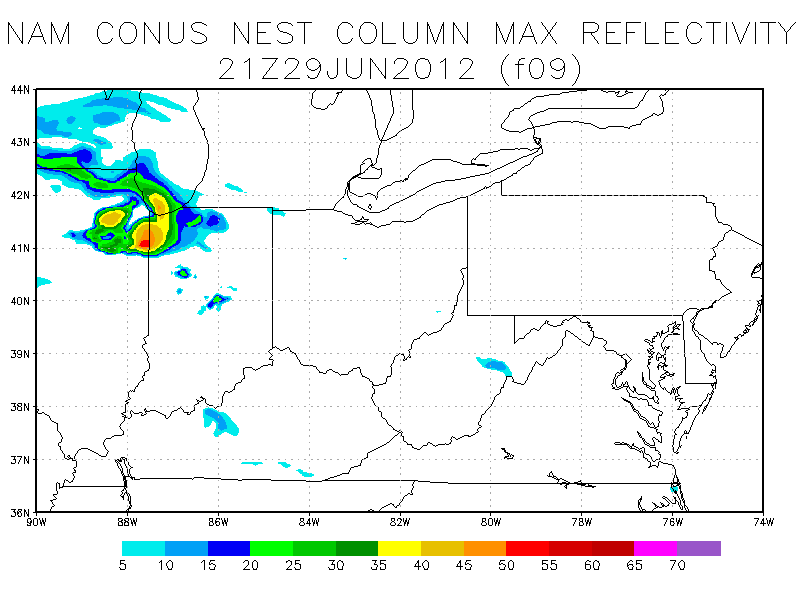 NAM CONUS NEST COLUMN MAX REFLECTIVITY
21Z29JUN2012 (f09)
44N
43N
42N
41N
40N
39N
38N
37N
36N
90W 88W 86W 84W 82W 80W 78W 76W 74W
5 10 15 20 25 30 35 40 45 50 55 60 65 70